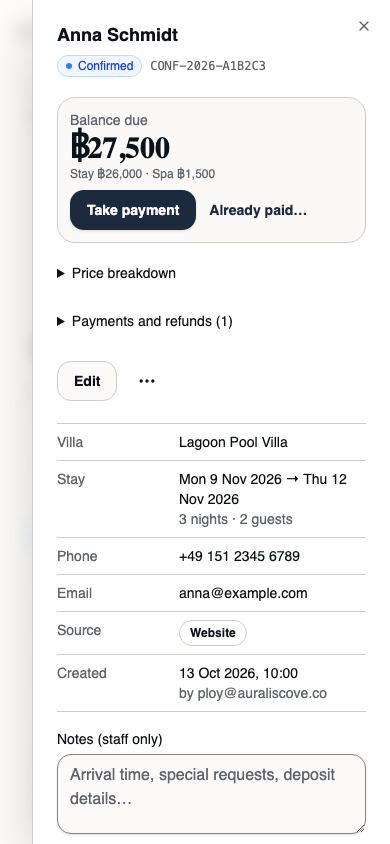 Anna Schmidt
Confirmed CONF-2026-A1B2C3
Balance due
฿27,500
Stay ฿26,000 · Spa ฿1,500
Take payment Already paid…
Price breakdown
Payments and refunds (1)
Edit
Villa Lagoon Pool Villa
Stay Mon 9 Nov 2026 → Thu 12
Nov 2026
3 nights · 2 guests
Phone +49 151 2345 6789
Email anna@example.com
Source Website
Created 13 Oct 2026, 10:00
by ploy@auraliscove.co
Notes (staff only)
Arrival time, special requests, deposit
details…